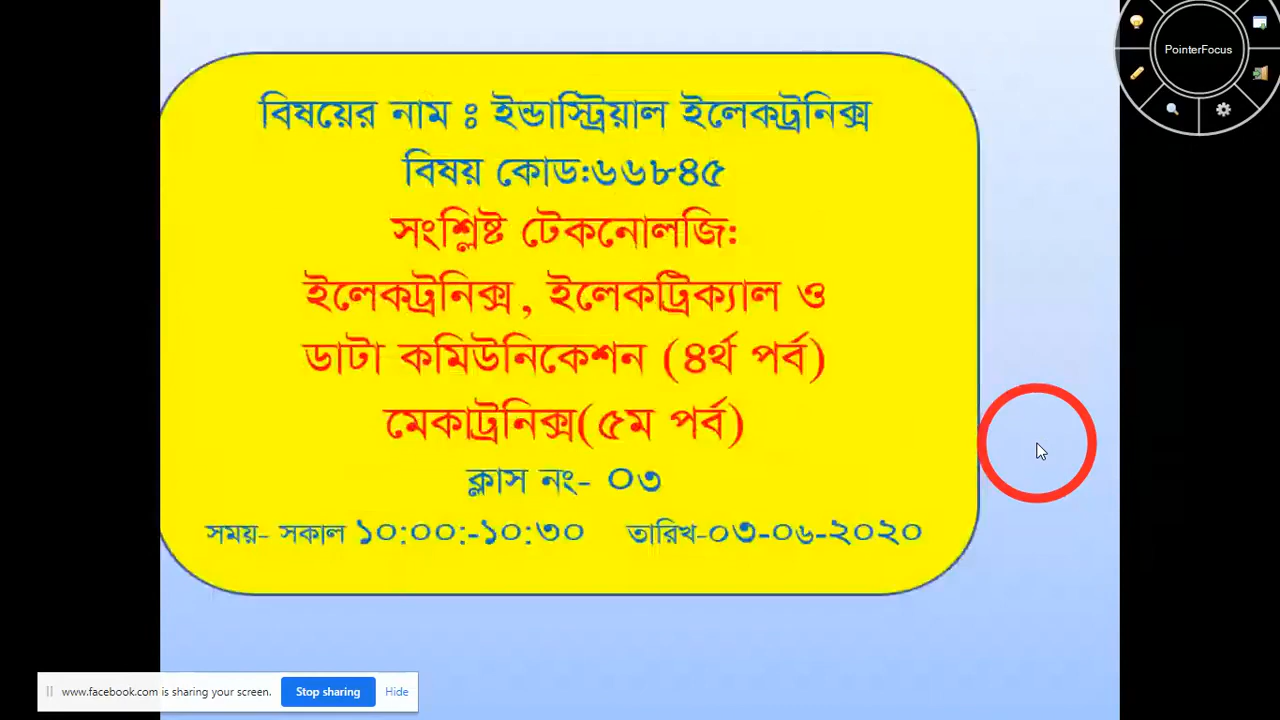 PointerFocus
বিষয়ের নাম ঃ ইন্ডাস্ট্রিয়াল ইলেকট্রনিক্স
বিষয় কোড:৬৬৮৪৫
সংশ্লিষ্ট টেকনোলজি:
ইলেকট্রনিক্স, ইলেকট্রিক্যাল ও
ডাটা কমিউনিকেশন (৪র্থ পর্ব)
মেকাট্রনিক্স(৫ম পর্ব)
ক্লাস নং- ০৩
সময়- সকাল ১০:০০:-১০:৩০ তারিখ-০৩-০৬-২০২০
www.facebook.com is sharing your screen. Stop sharing Hide